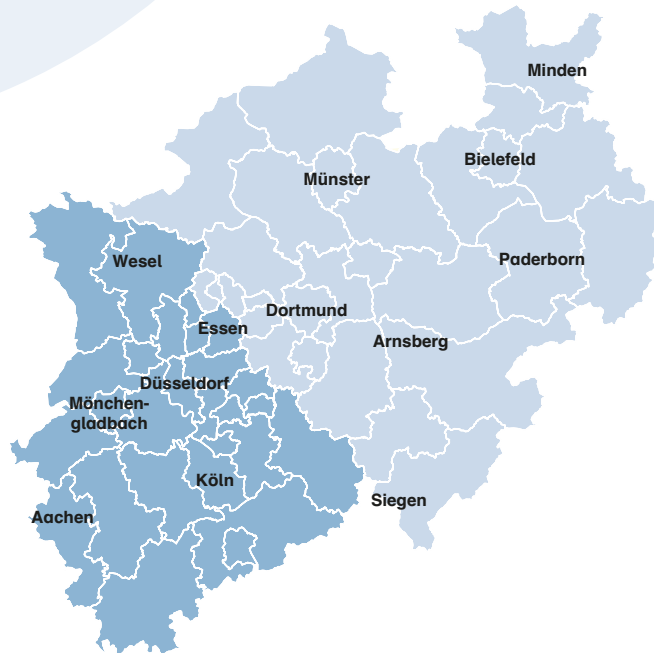 Minden
Bielefeld
Münster
Paderborn
Wesel
Dortmund
Essen
Arnsberg
Düsseldorf
Mönchen-
gladbach
Köln
Siegen
Aachen